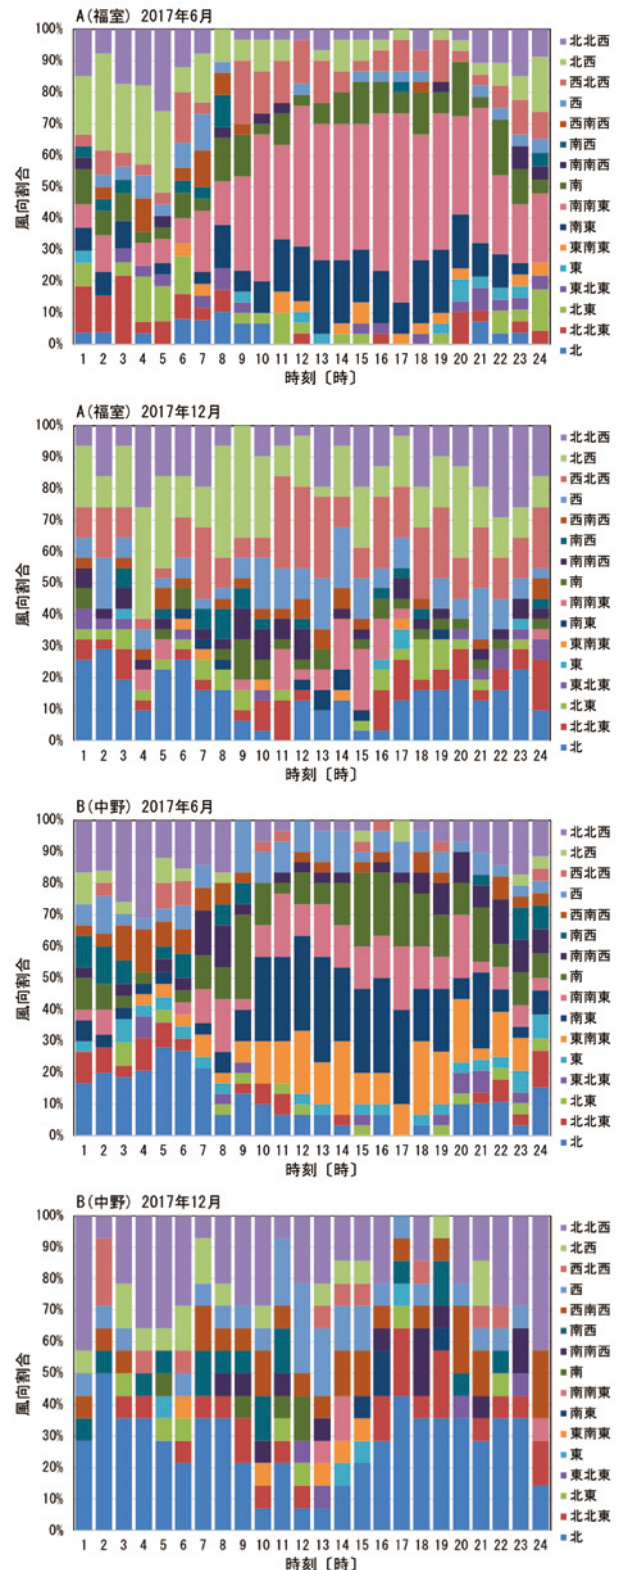 A(福室) 2017年6月
風向割合
100%
90%
80%
70%
60%
50%
40%
30%
20%
10%
0%
1 2 3 4 5 6 7 8 9 10 11 12 13 14 15 16 17 18 19 20 21 22 23 24
時刻〔時〕
北北西
北西
西北西
西
西南西
南西
南南西
南
南南東
南東
東南東
東
東北東
北東
北北東
北
A(福室) 2017年12月
風向割合
100%
90%
80%
70%
60%
50%
40%
30%
20%
10%
0%
1 2 3 4 5 6 7 8 9 10 11 12 13 14 15 16 17 18 19 20 21 22 23 24
時刻〔時〕
北北西
北西
西北西
西
西南西
南西
南南西
南
南南東
南東
東南東
東
東北東
北東
北北東
北
B(中野) 2017年6月
風向割合
100%
90%
80%
70%
60%
50%
40%
30%
20%
10%
0%
1 2 3 4 5 6 7 8 9 10 11 12 13 14 15 16 17 18 19 20 21 22 23 24
時刻〔時〕
北北西
北西
西北西
西
西南西
南西
南南西
南
南南東
南東
東南東
東
東北東
北東
北北東
北
B(中野) 2017年12月
風向割合
100%
90%
80%
70%
60%
50%
40%
30%
20%
10%
0%
1 2 3 4 5 6 7 8 9 10 11 12 13 14 15 16 17 18 19 20 21 22 23 24
時刻〔時〕
北北西
北西
西北西
西
西南西
南西
南南西
南
南南東
南東
東南東
東
東北東
北東
北北東
北